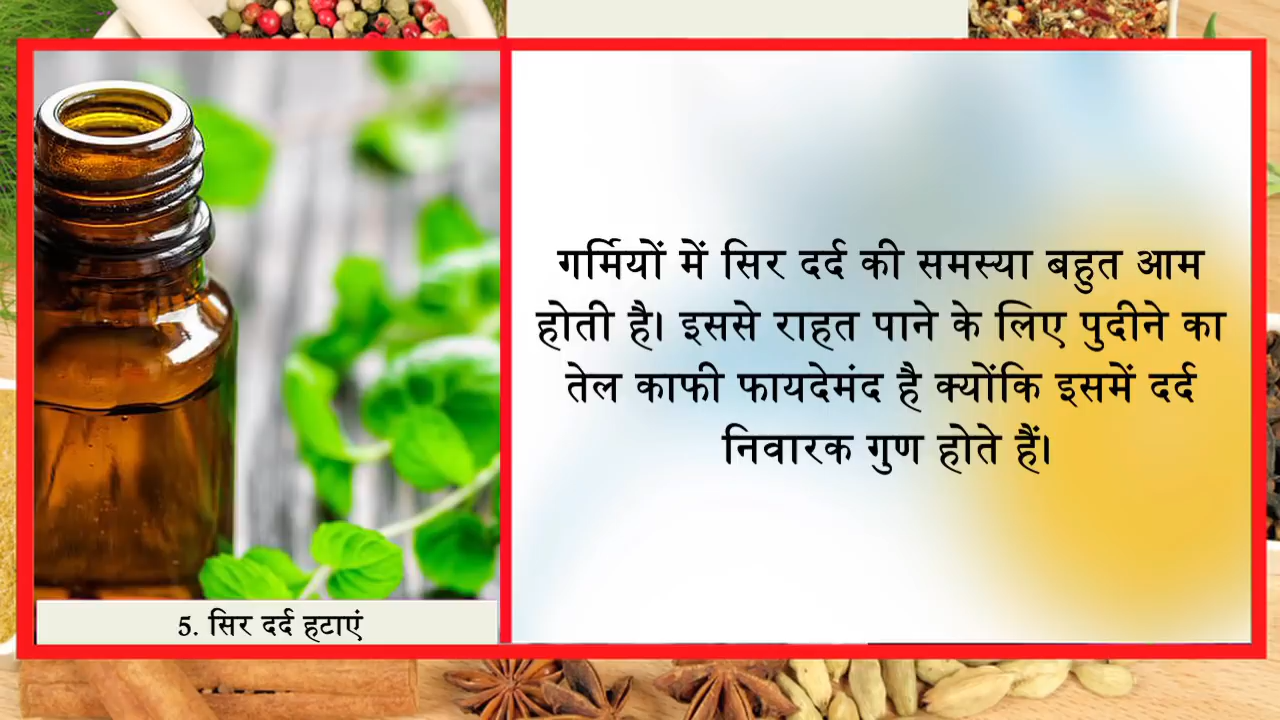 गर्मियों में सिर दर्द की समस्या बहुत आम
होती है। इससे राहत पाने के लिए पुदीने का
तेल काफी फायदेमंद है क्योंकि इसमें दर्द
निवारक गुण होते हैं।
5. सिर दर्द हटाएं